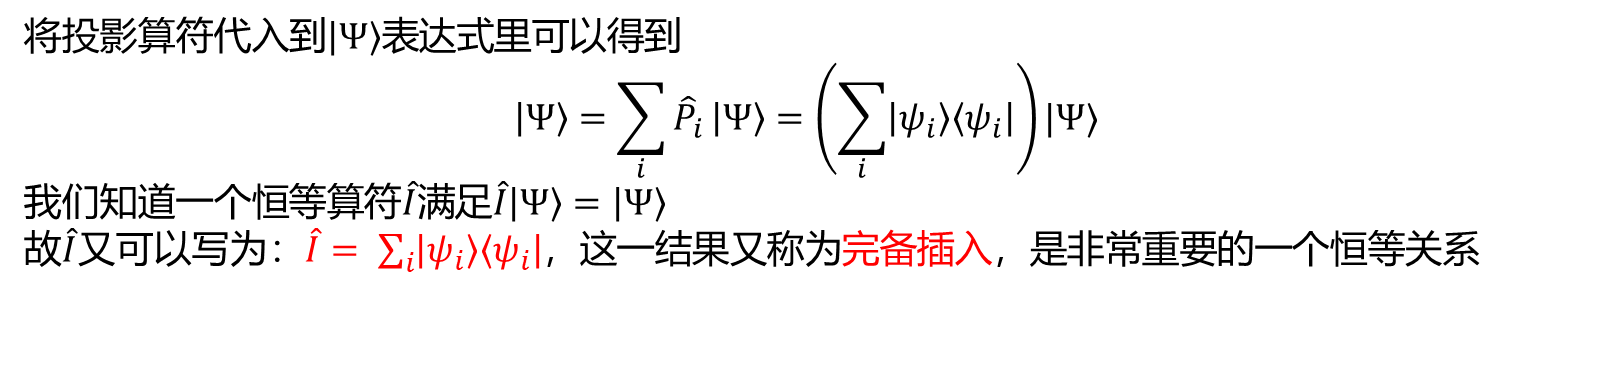 将投影算符代入到|Ψ⟩表达式里可以得到
|Ψ⟩ = ∑_i P̂_i |Ψ⟩ = (∑_i |ψ_i⟩⟨ψ_i|) |Ψ⟩
我们知道一个恒等算符Î满足Î|Ψ⟩ = |Ψ⟩
故Î又可以写为：Î = ∑_i|ψ_i⟩⟨ψ_i|，这一结果又称为完备插入，是非常重要的一个恒等关系